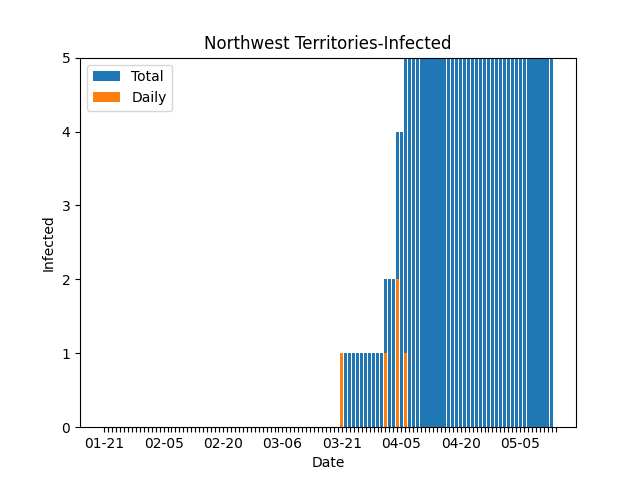 Northwest Territories-Infected
Total
Daily
Infected
5
4
3
2
1
0
01-21 02-05 02-20 03-06 03-21 04-05 04-20 05-05
Date